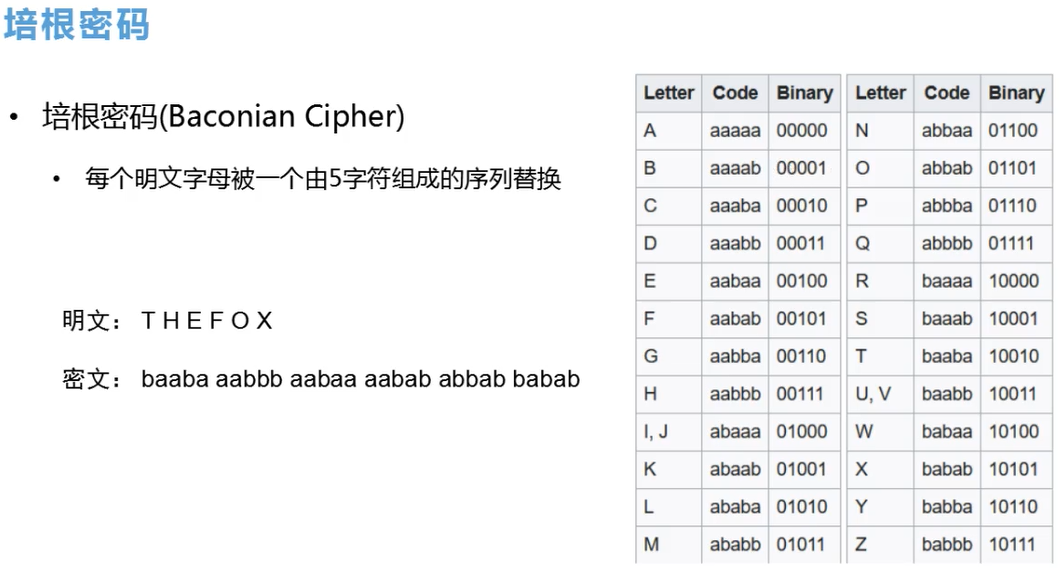 培根密码
• 培根密码(Baconian Cipher)
• 每个明文字母被一个由5字符组成的序列替换
明文： T H E F O X
密文： baaba aabbb aabaa aabab abbab babab
Letter Code Binary Letter Code Binary
A aaaaa 00000 N abbaa 01100
B aaaab 00001 O abbab 01101
C aaaba 00010 P abbba 01110
D aaabb 00011 Q abbbb 01111
E aabaa 00100 R baaaa 10000
F aabab 00101 S baaab 10001
G aabba 00110 T baaba 10010
H aabbb 00111 U, V baabb 10011
I, J abaaa 01000 W babaa 10100
K abaab 01001 X babab 10101
L ababa 01010 Y babba 10110
M ababb 01011 Z babbb 10111